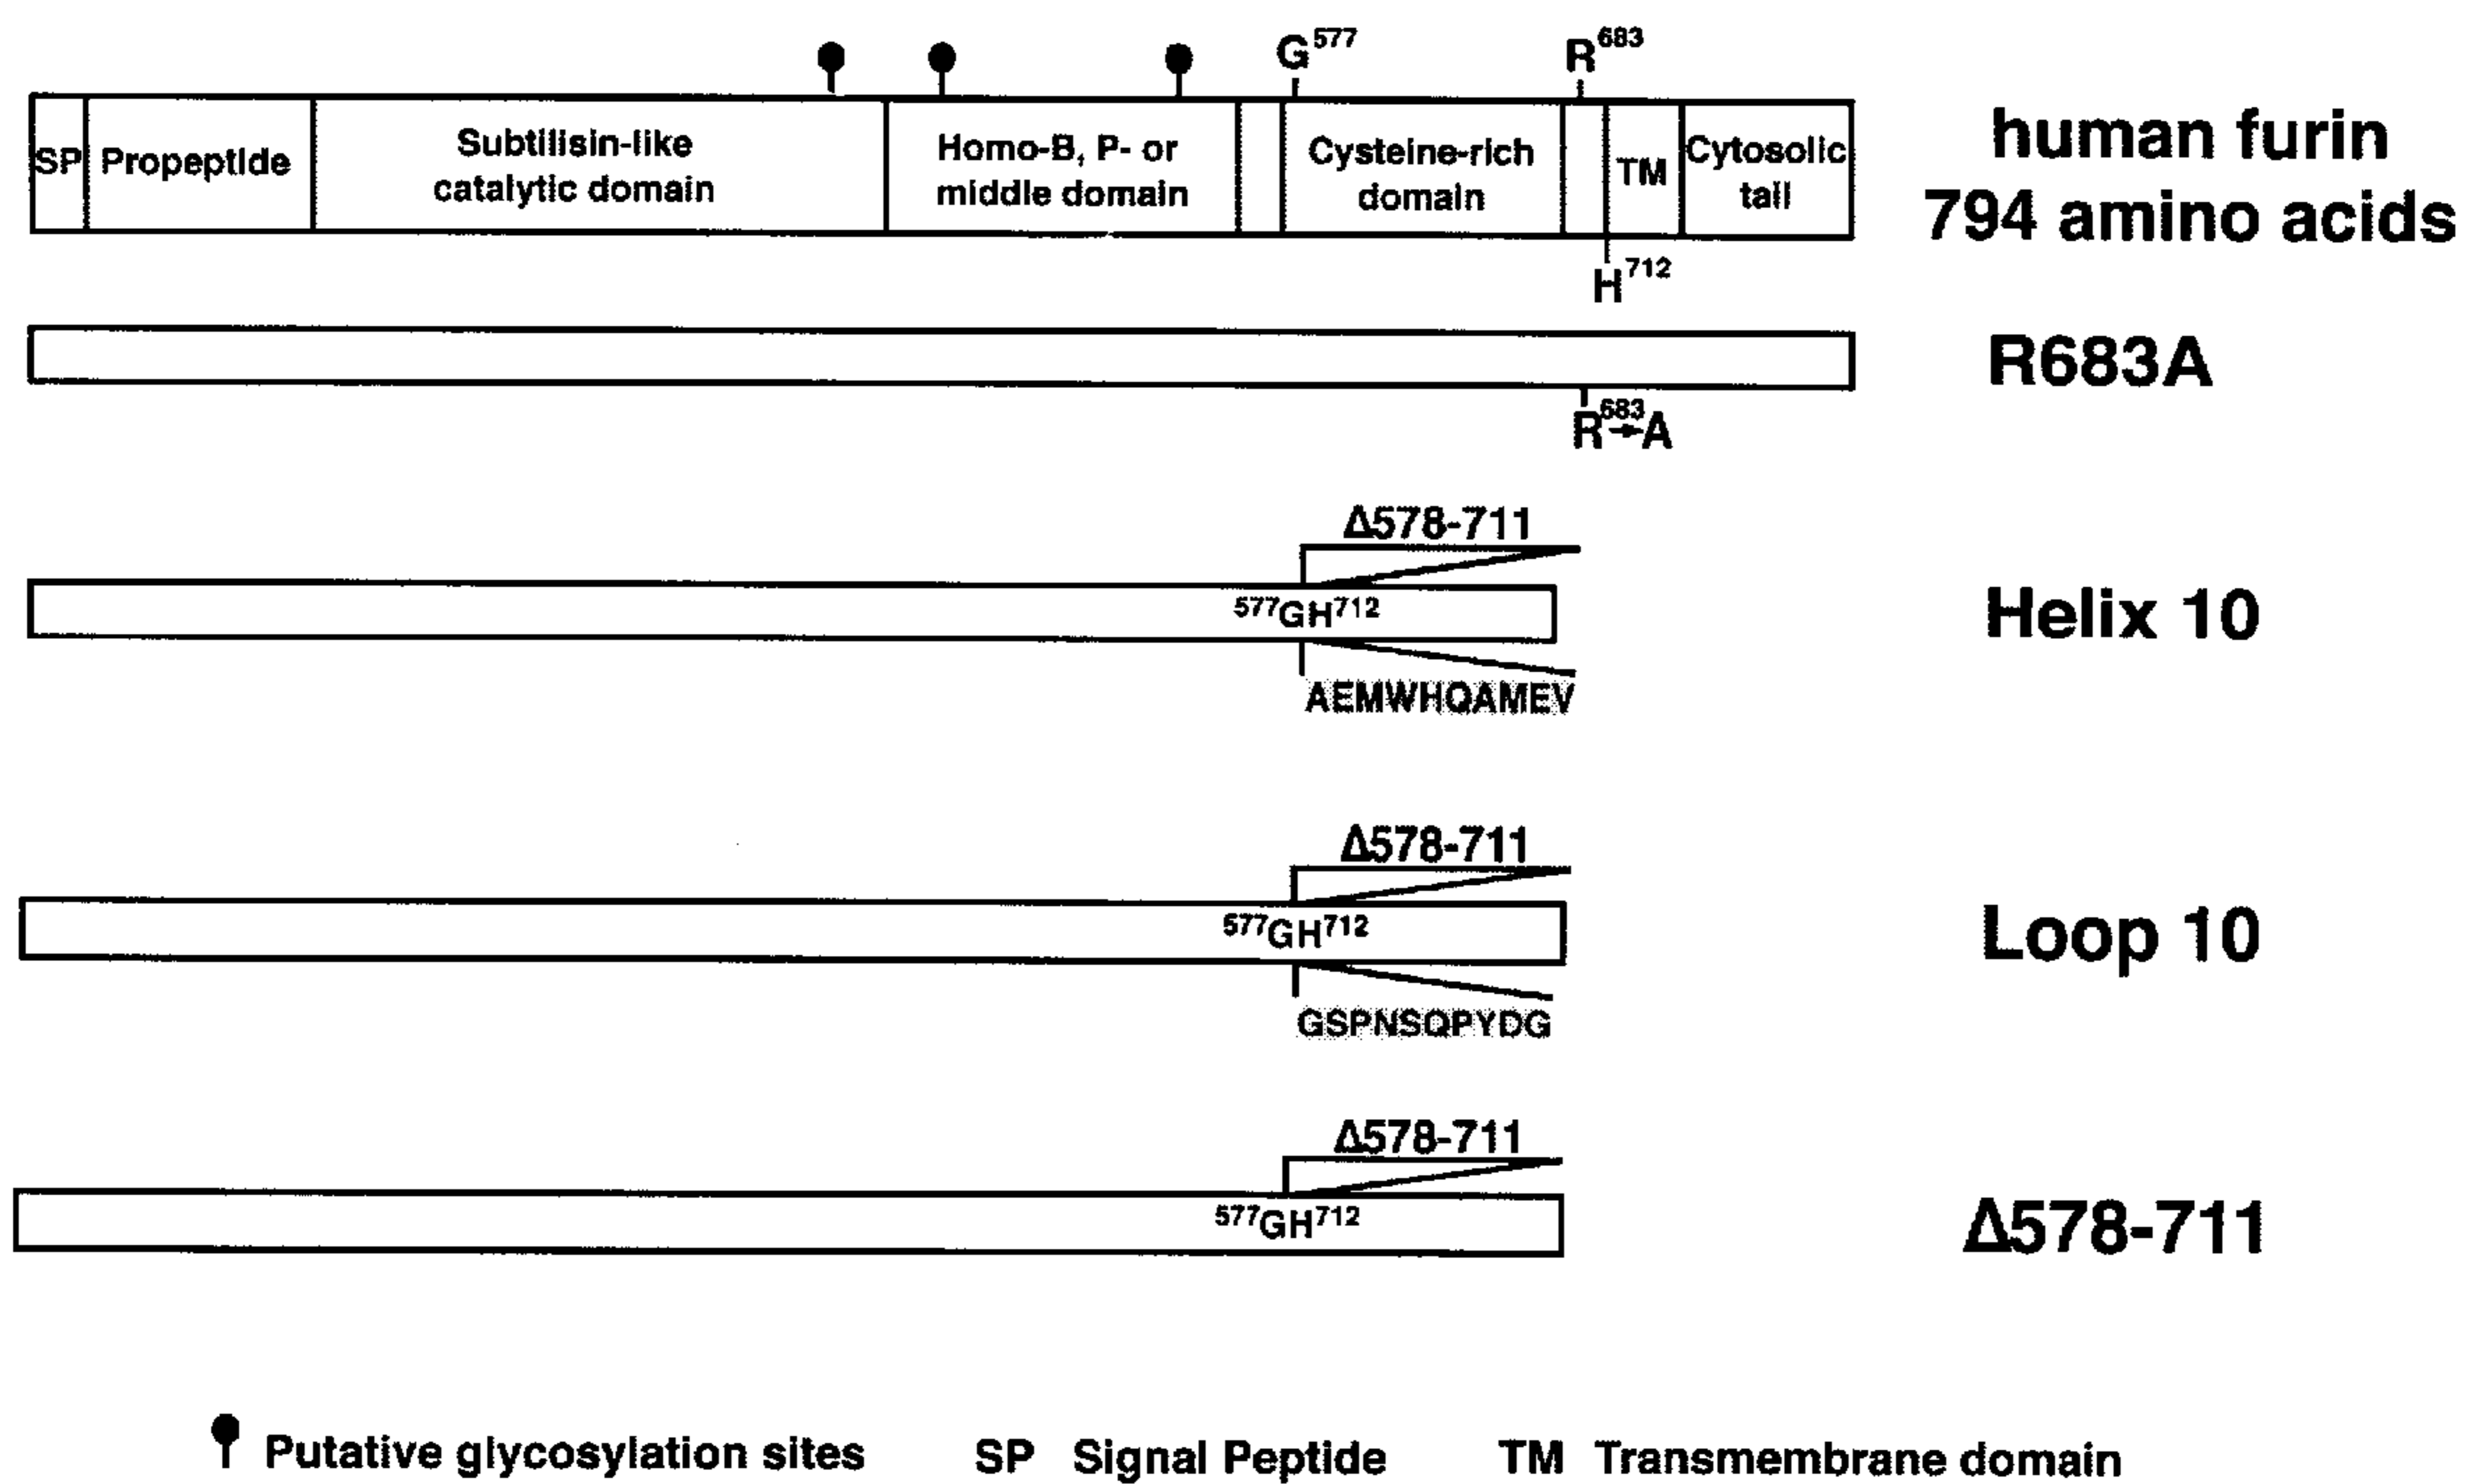 G577 R683
SP Propeptide Subtilisin-like catalytic domain Homo-B, P- or middle domain Cysteine-rich domain TM Cytosolic tail
human furin
794 amino acids
H712
R683A
R683→A
Δ578-711
577GH712
Helix 10
AEMWHQAMEV
Δ578-711
577GH712
Loop 10
GSPNSQPYDG
Δ578-711
577GH712
Δ578-711
Putative glycosylation sites SP Signal Peptide TM Transmembrane domain